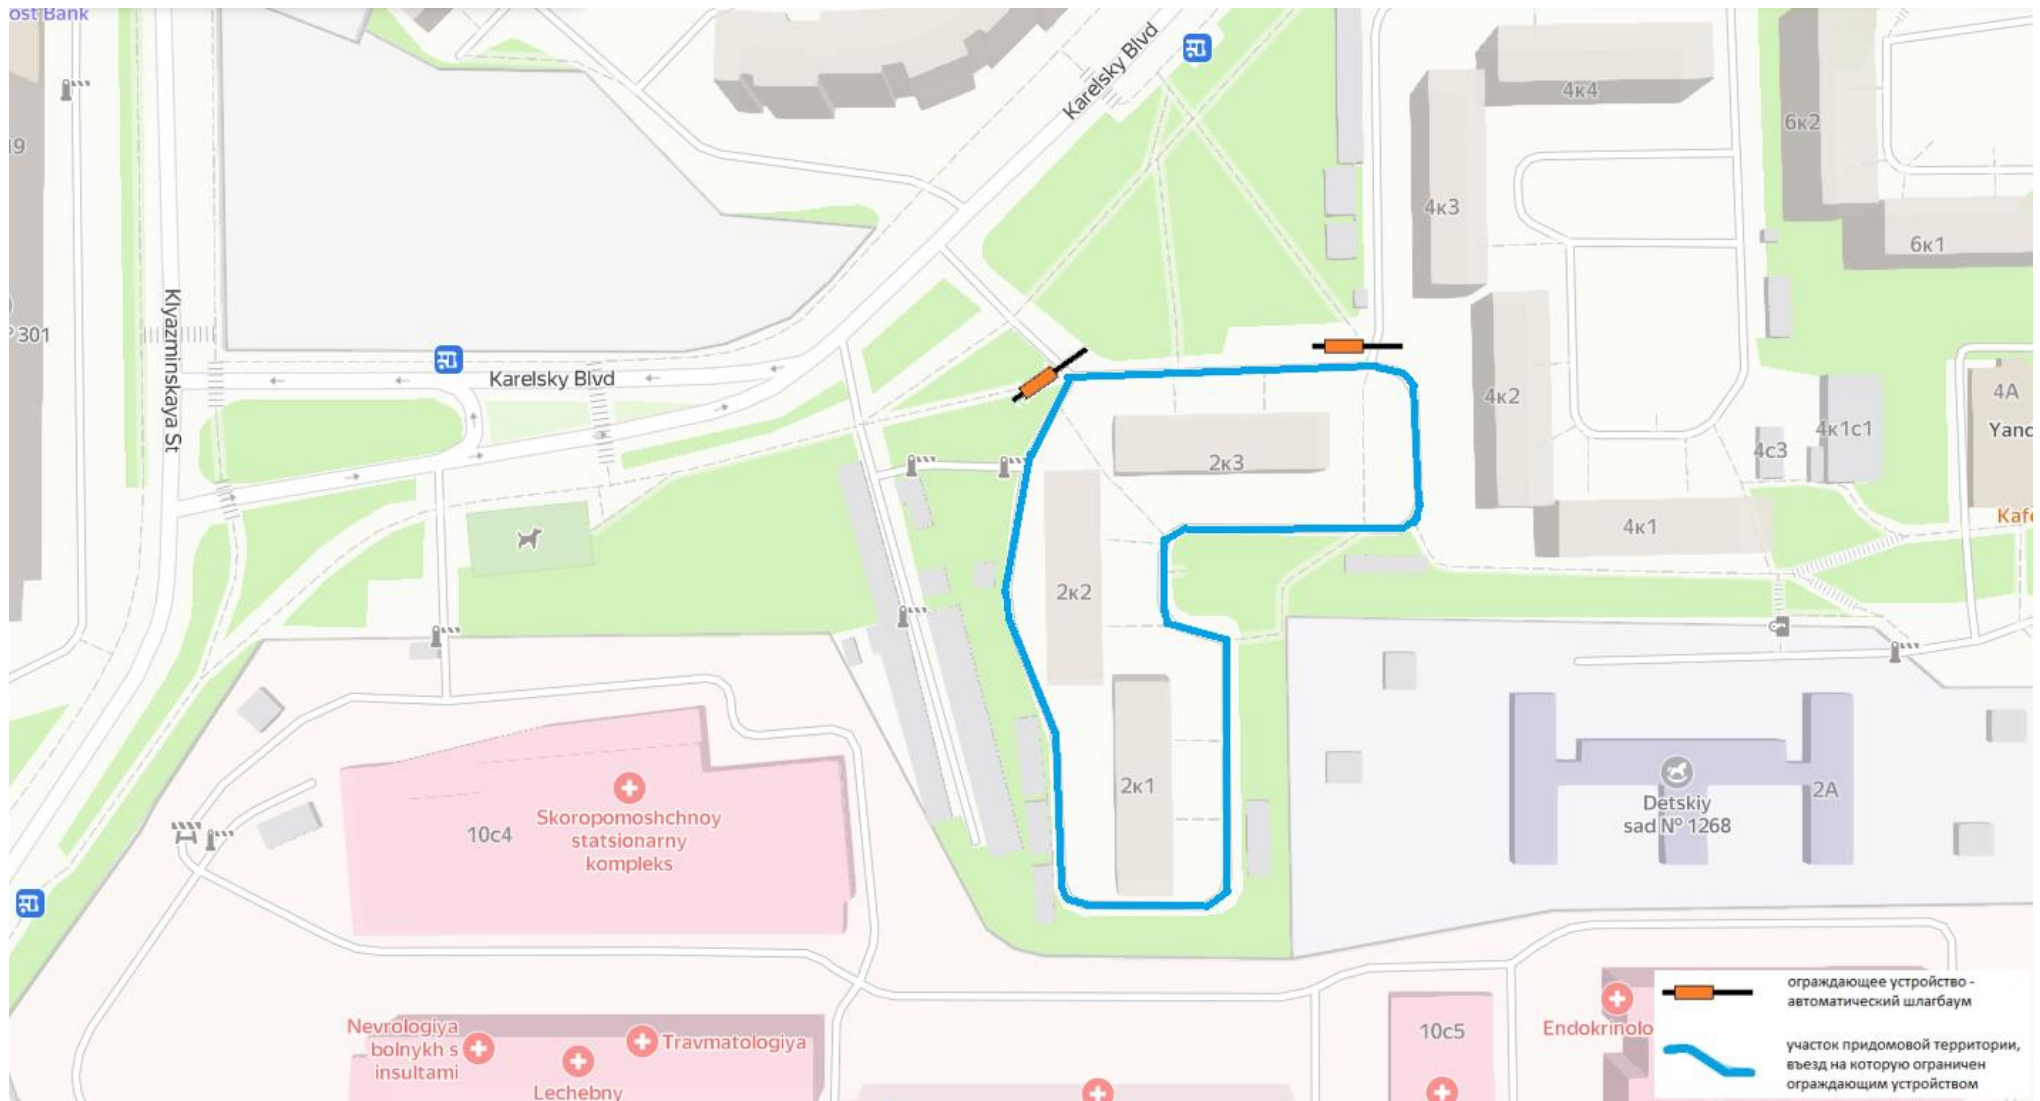 ost Bank
Karelsky Blvd
4к4
6к2
19
4к3
6к1
Klyazminskaya St
301
Karelsky Blvd
4к2
4A
4к1с1
Yanc
2к3
4с3
Kafe
4к1
2к2
2к1
Detskiy
sad № 1268
2A
Skoropomoshchnoy
statsionarny
kompleks
10с4
ограждающее устройство -
автоматический шлагбаум
Nevrologiya
bolnykh s
insultami
Travmatologiya
Lechebny
10с5
Endokrinolo
участок придомовой территории,
въезд на которую ограничен
ограждающим устройством